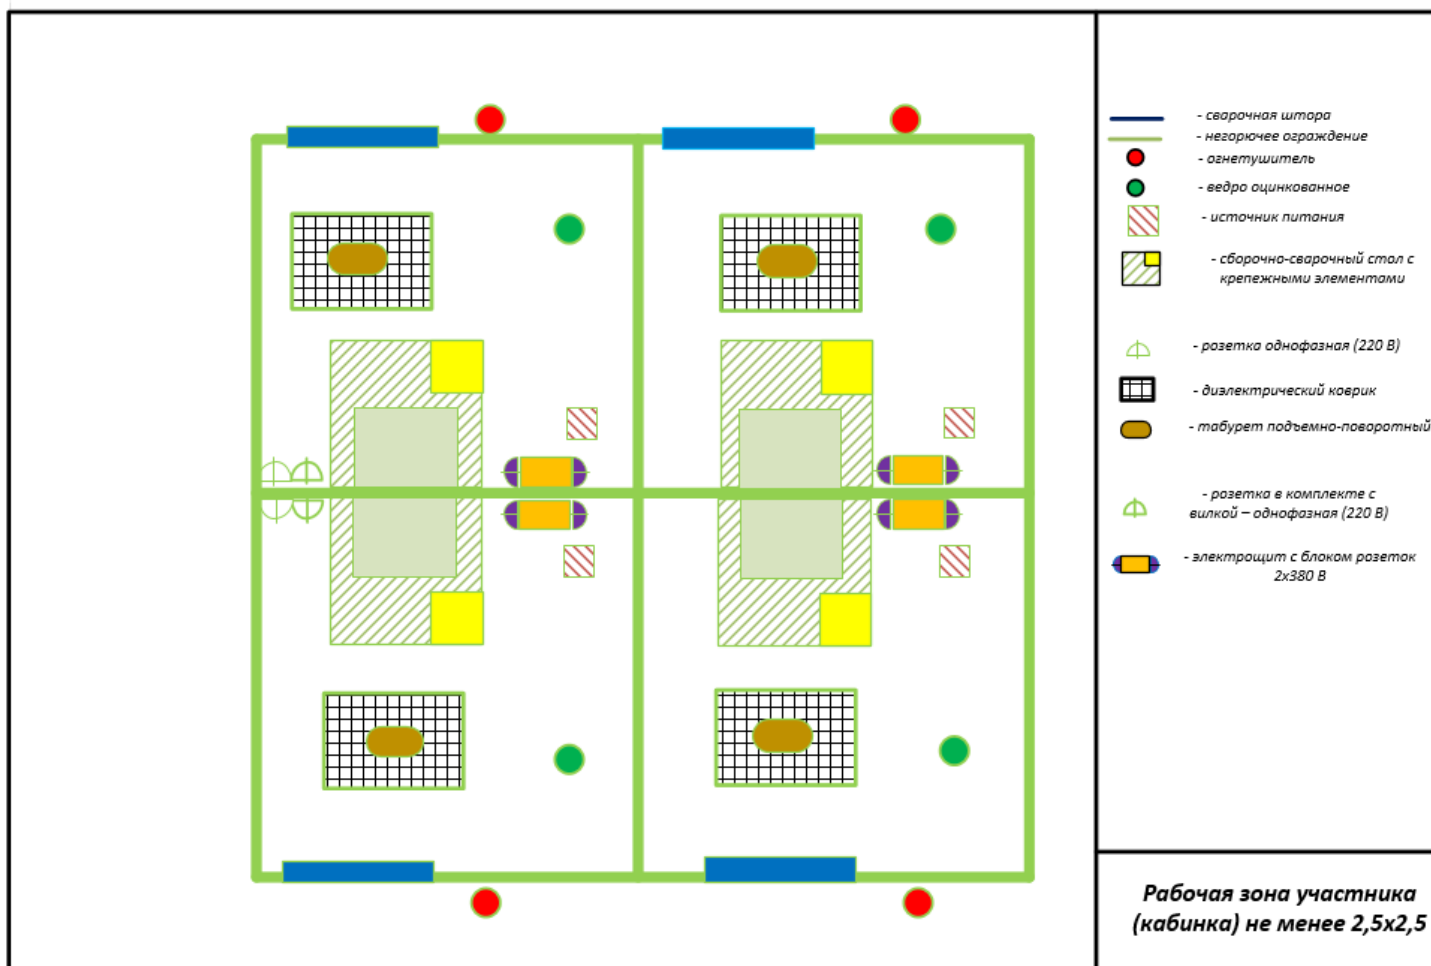 - сварочная штора
- негорючее ограждение
- огнетушитель
- ведро оцинкованное
- источник питания
- сборочно-сварочный стол с
крепежными элементами
- розетка однофазная (220 В)
- диэлектрический коврик
- табурет подъемно-поворотный
- розетка в комплекте с
вилкой – однофазная (220 В)
- электрощит с блоком розеток
2х380 В
Рабочая зона участника
(кабинка) не менее 2,5х2,5